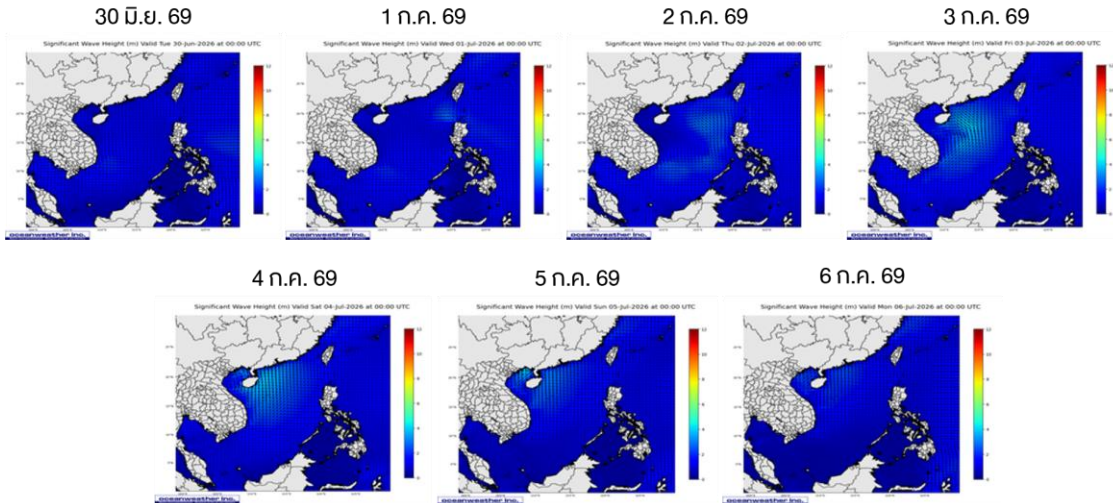 30 มิ.ย. 69
1 ก.ค. 69
2 ก.ค. 69
3 ก.ค. 69
Significant Wave Height (m) Valid Tue 30-Jun-2026 at 00:00 UTC
Significant Wave Height (m) Valid Wed 01-Jul-2026 at 00:00 UTC
Significant Wave Height (m) Valid Thu 02-Jul-2026 at 00:00 UTC
Significant Wave Height (m) Valid Fri 03-Jul-2026 at 00:00 UTC
oceanweather inc.
oceanweather inc.
oceanweather inc.
oceanweather inc.
4 ก.ค. 69
5 ก.ค. 69
6 ก.ค. 69
Significant Wave Height (m) Valid Sat 04-Jul-2026 at 00:00 UTC
Significant Wave Height (m) Valid Sun 05-Jul-2026 at 00:00 UTC
Significant Wave Height (m) Valid Mon 06-Jul-2026 at 00:00 UTC
oceanweather inc.
oceanweather inc.
oceanweather inc.